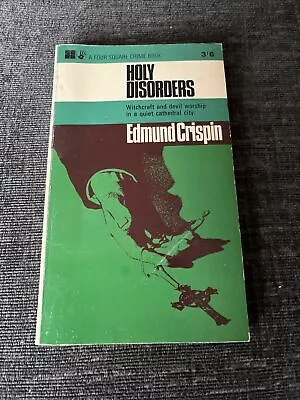 A FOUR SQUARE CRIME BOOK 3'6
HOLY
DISORDERS
Witchcraft and devil worship
in a quiet cathedral city.
Edmund Crispin